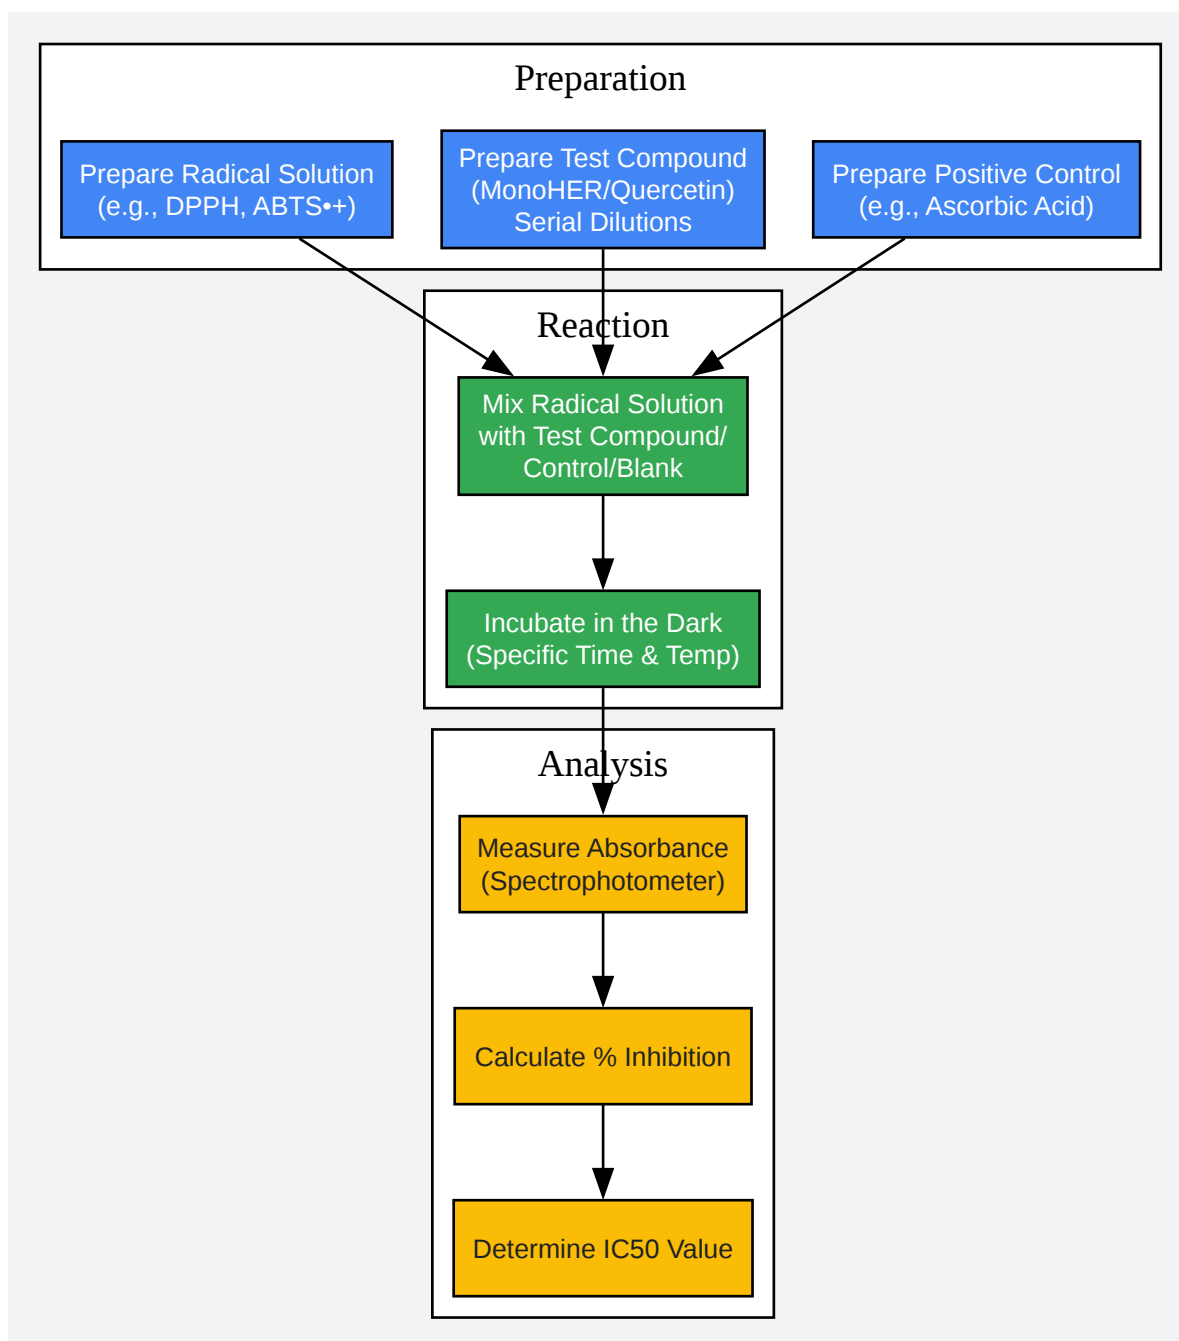 Preparation
Prepare Radical Solution
(e.g., DPPH, ABTS•+)
Prepare Test Compound
(MonoHER/Quercetin)
Serial Dilutions
Prepare Positive Control
(e.g., Ascorbic Acid)
Reaction
Mix Radical Solution
with Test Compound/
Control/Blank
Incubate in the Dark
(Specific Time & Temp)
Analysis
Measure Absorbance
(Spectrophotometer)
Calculate % Inhibition
Determine IC50 Value